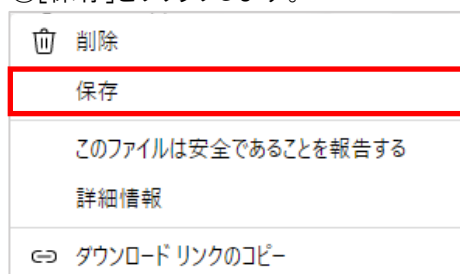 削除
保存
このファイルは安全であることを報告する
詳細情報
ダウンロード リンクのコピー